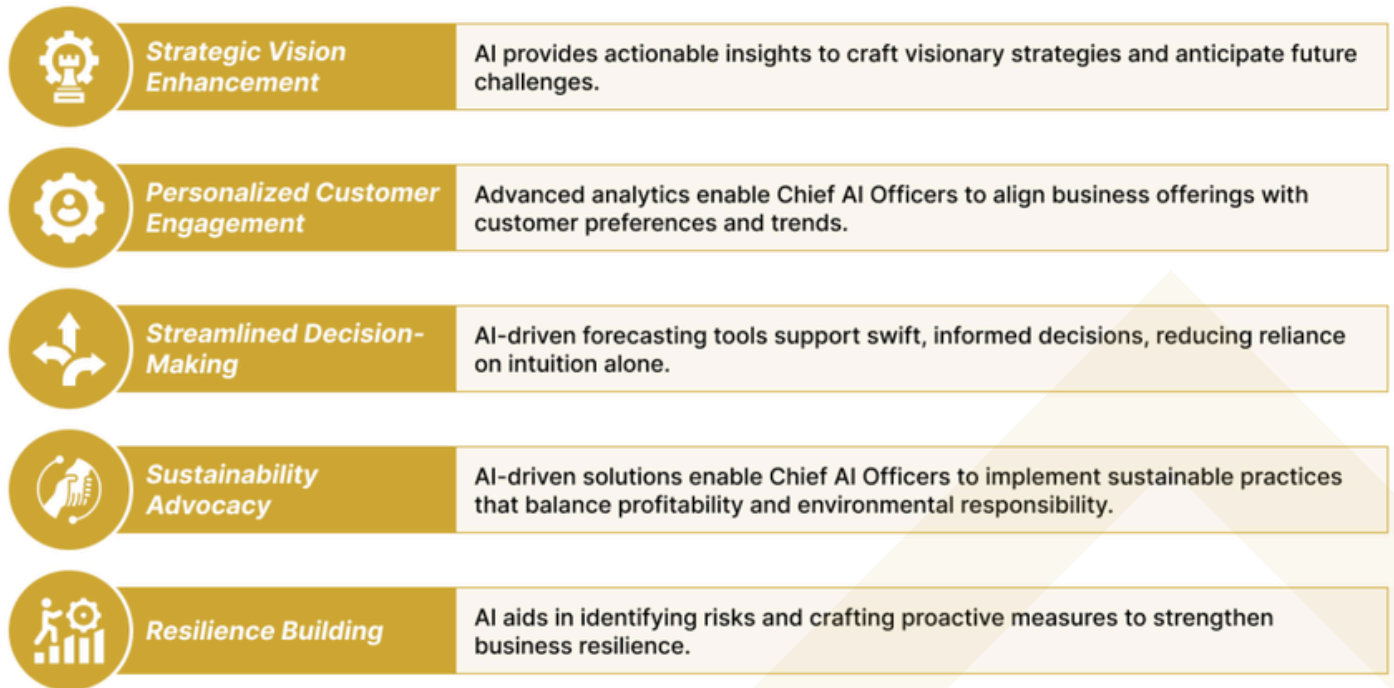 Strategic Vision
Enhancement
AI provides actionable insights to craft visionary strategies and anticipate future
challenges.
Personalized Customer
Engagement
Advanced analytics enable Chief AI Officers to align business offerings with
customer preferences and trends.
Streamlined Decision-
Making
AI-driven forecasting tools support swift, informed decisions, reducing reliance
on intuition alone.
Sustainability
Advocacy
AI-driven solutions enable Chief AI Officers to implement sustainable practices
that balance profitability and environmental responsibility.
Resilience Building
AI aids in identifying risks and crafting proactive measures to strengthen
business resilience.